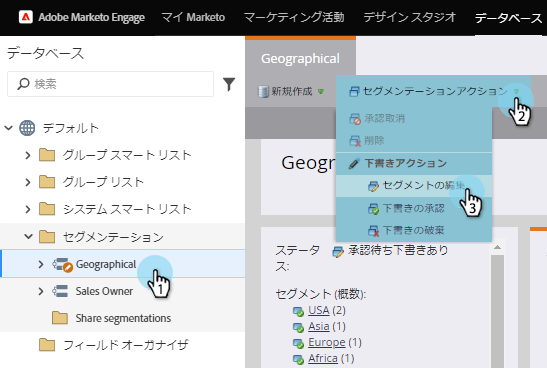 Adobe Marketo Engage マイ Marketo マーケティング活動 デザイン スタジオ データベース
データベース
検索
デフォルト
グループ スマート リスト
グループ リスト
システム スマート リスト
セグメンテーション
Geographical
1
Sales Owner
Share segmentations
フィールド オーガナイザ
Geographical
新規作成
セグメンテーションアクション
2
承認取消
削除
下書きアクション
セグメントの編集
3
下書きの承認
下書きの破棄
ステータス:
承認待ち下書きあり
セグメント (概数):
USA (2)
Asia (1)
Europe (1)
Africa (1)